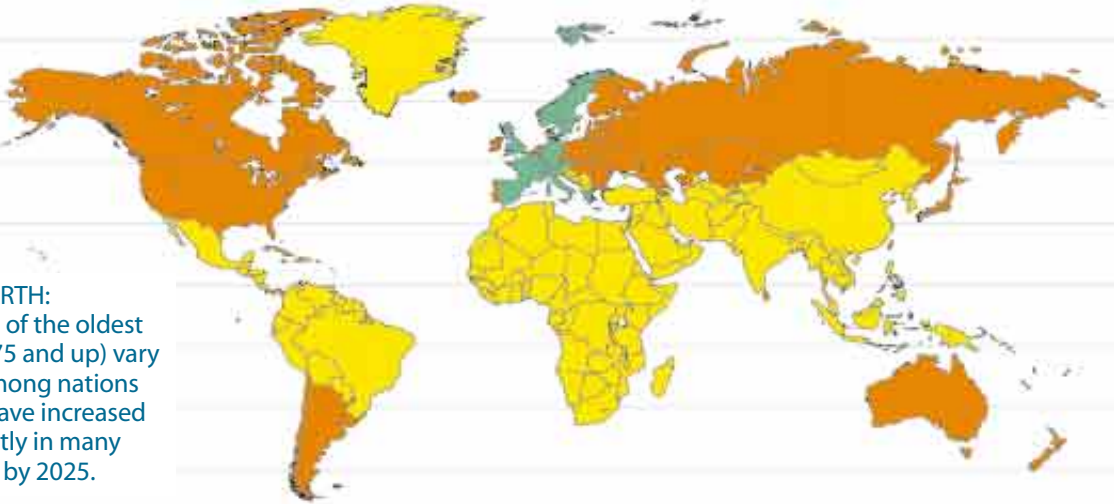 RTH:
of the oldest
75 and up) vary
mong nations
ave increased
tly in many
by 2025.